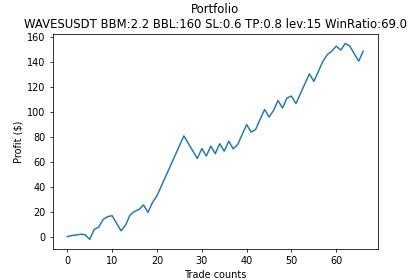 Portfolio
WAVESUSDT BBM:2.2 BBL:160 SL:0.6 TP:0.8 lev:15 WinRatio:69.0
160
140
120
100
80
60
40
20
0
Profit ($)
0 10 20 30 40 50 60
Trade counts